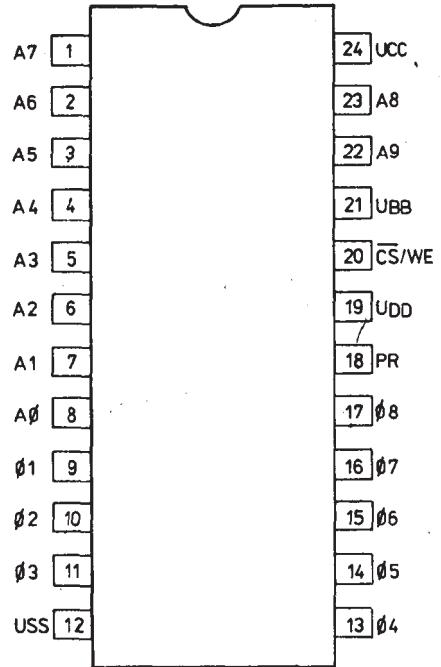 A7 1 24 UCC
A6 2 23 A8
A5 3 22 A9
A4 4 21 UBB
A3 5 20 C̅S̅/WE
A2 6 19 UDD
A1 7 18 PR
AØ 8 17 Ø8
Ø1 9 16 Ø7
Ø2 10 15 Ø6
Ø3 11 14 Ø5
USS 12 13 Ø4